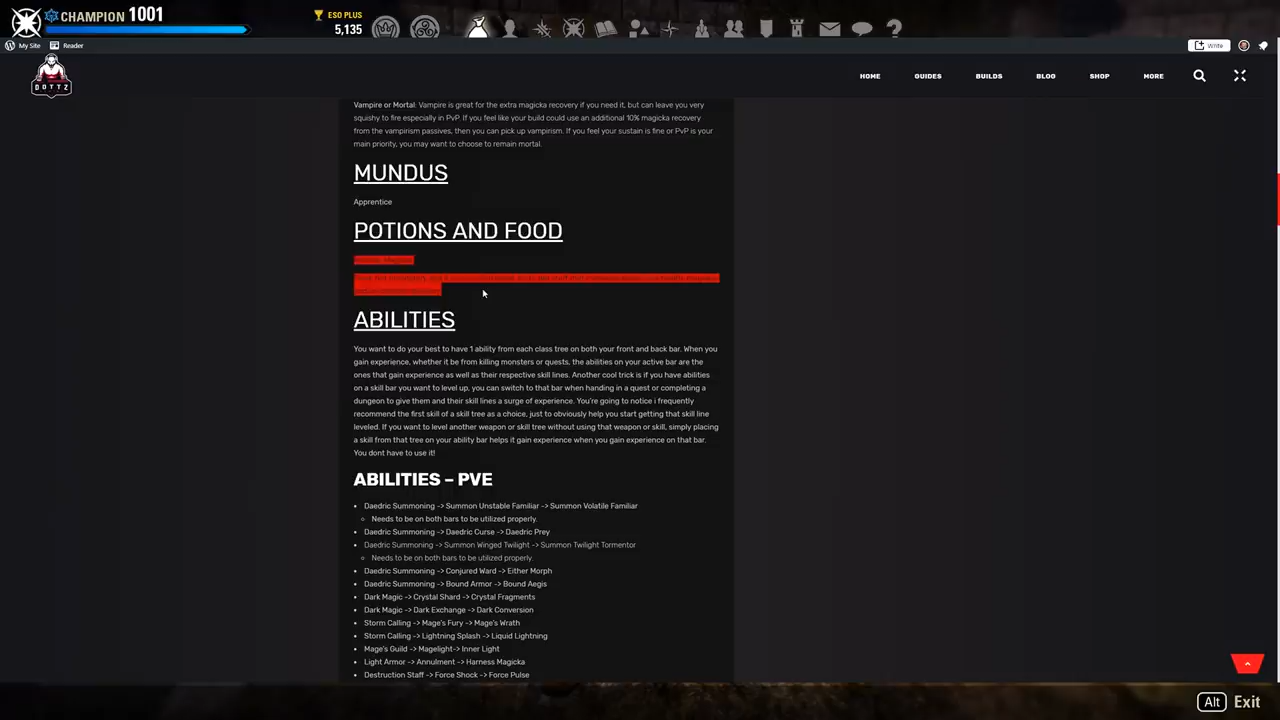 CHAMPION 1001
ESO PLUS
5,135
My Site
Reader
Write
DOTTZ
HOME
GUIDES
BUILDS
BLOG
SHOP
MORE
Vampire or Mortal: Vampire is great for the extra magicka recovery if you need it, but can leave you very
squishy to fire especially in PvP. If you feel like your build could use an additional 10% magicka recovery
from the vampirism passives, then you can pick up vampirism. If you feel your sustain is fine or PvP is your
main priority, you may want to choose to remain mortal.
MUNDUS
Apprentice
POTIONS AND FOOD
ABILITIES
You want to do your best to have 1 ability from each class tree on both your front and back bar. When you
gain experience, whether it be from killing monsters or quests, the abilities on your active bar are the
ones that gain experience as well as their respective skill lines. Another cool trick is if you have abilities
on a skill bar you want to level up, you can switch to that bar when handing in a quest or completing a
dungeon to give them and their skill lines a surge of experience. You're going to notice i frequently
recommend the first skill of a skill tree as a choice, just to obviously help you start getting that skill line
leveled. If you want to level another weapon or skill tree without using that weapon or skill, simply placing
a skill from that tree on your ability bar helps it gain experience when you gain experience on that bar.
You dont have to use it!
ABILITIES – PVE
Daedric Summoning -> Summon Unstable Familiar -> Summon Volatile Familiar
Needs to be on both bars to be utilized properly.
Daedric Summoning -> Daedric Curse -> Daedric Prey
Daedric Summoning -> Summon Winged Twilight -> Summon Twilight Tormentor
Needs to be on both bars to be utilized properly.
Daedric Summoning -> Conjured Ward -> Either Morph
Daedric Summoning -> Bound Armor -> Bound Aegis
Dark Magic -> Crystal Shard -> Crystal Fragments
Dark Magic -> Dark Exchange -> Dark Conversion
Storm Calling -> Mage's Fury -> Mage's Wrath
Storm Calling -> Lightning Splash -> Liquid Lightning
Mage's Guild -> Magelight-> Inner Light
Light Armor -> Annulment -> Harness Magicka
Destruction Staff -> Force Shock -> Force Pulse
Alt Exit